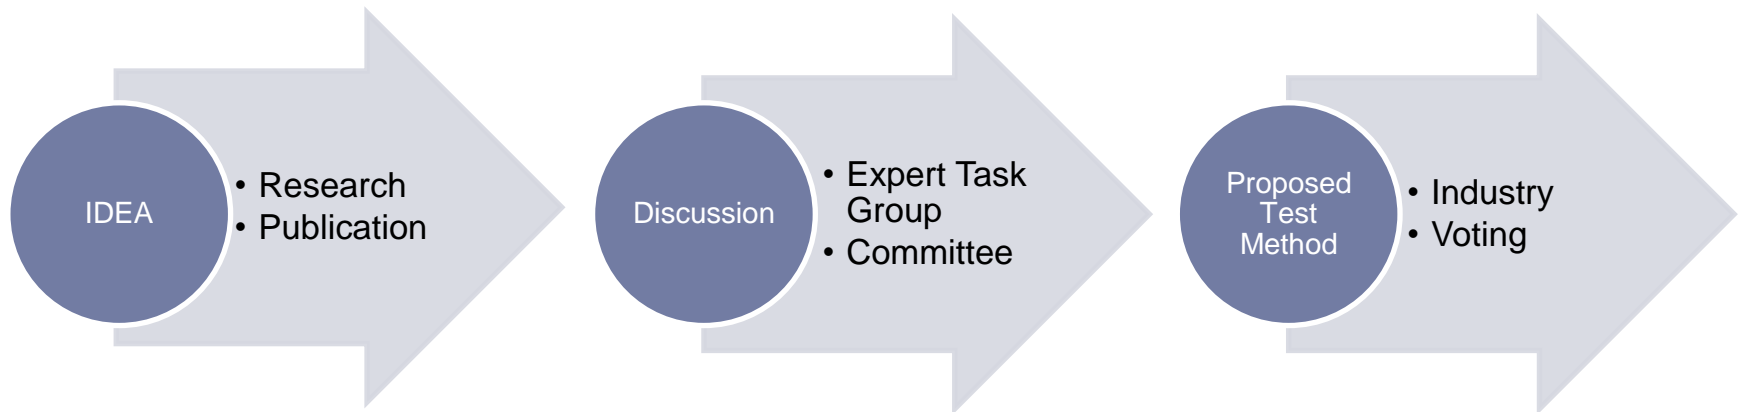 IDEA
• Research
• Publication
Discussion
• Expert Task
Group
• Committee
Proposed
Test
Method
• Industry
• Voting